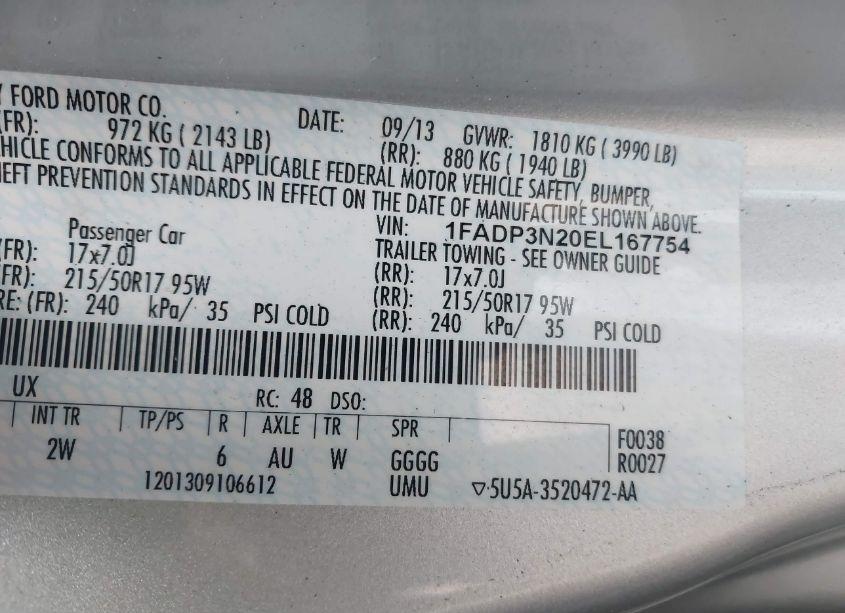 Y FORD MOTOR CO.
DATE: 09/13 GVWR: 1810 KG ( 3990 LB)
(FR): 972 KG ( 2143 LB) (RR): 880 KG ( 1940 LB)
EHICLE CONFORMS TO ALL APPLICABLE FEDERAL MOTOR VEHICLE SAFETY, BUMPER,
HEFT PREVENTION STANDARDS IN EFFECT ON THE DATE OF MANUFACTURE SHOWN ABOVE.
VIN: 1FADP3N20EL167754
Passenger Car TRAILER TOWING - SEE OWNER GUIDE
(FR): 17x7.0J (RR): 17x7.0J
(FR): 215/50R17 95W (RR): 215/50R17 95W
RE: (FR): 240 kPa/ 35 PSI COLD (RR): 240 kPa/ 35 PSI COLD
UX RC: 48 DSO:
INT TR TP/PS R AXLE TR SPR F0038
2W 6 AU W GGGG R0027
1201309106612 UMU ▽5U5A-3520472-AA